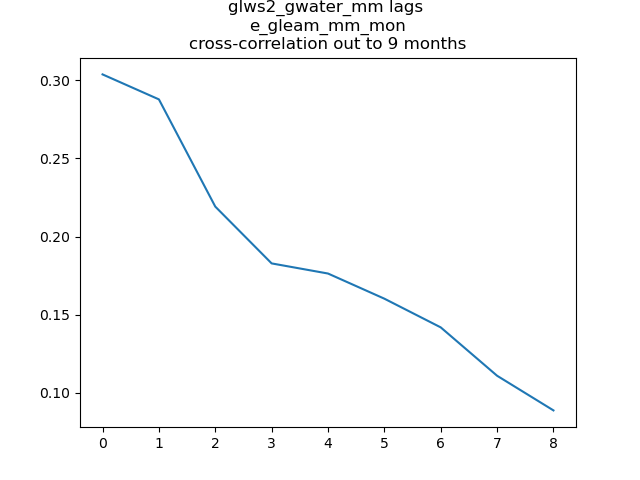 glws2_gwater_mm lags
e_gleam_mm_mon
cross-correlation out to 9 months
0.30
0.25
0.20
0.15
0.10
0 1 2 3 4 5 6 7 8